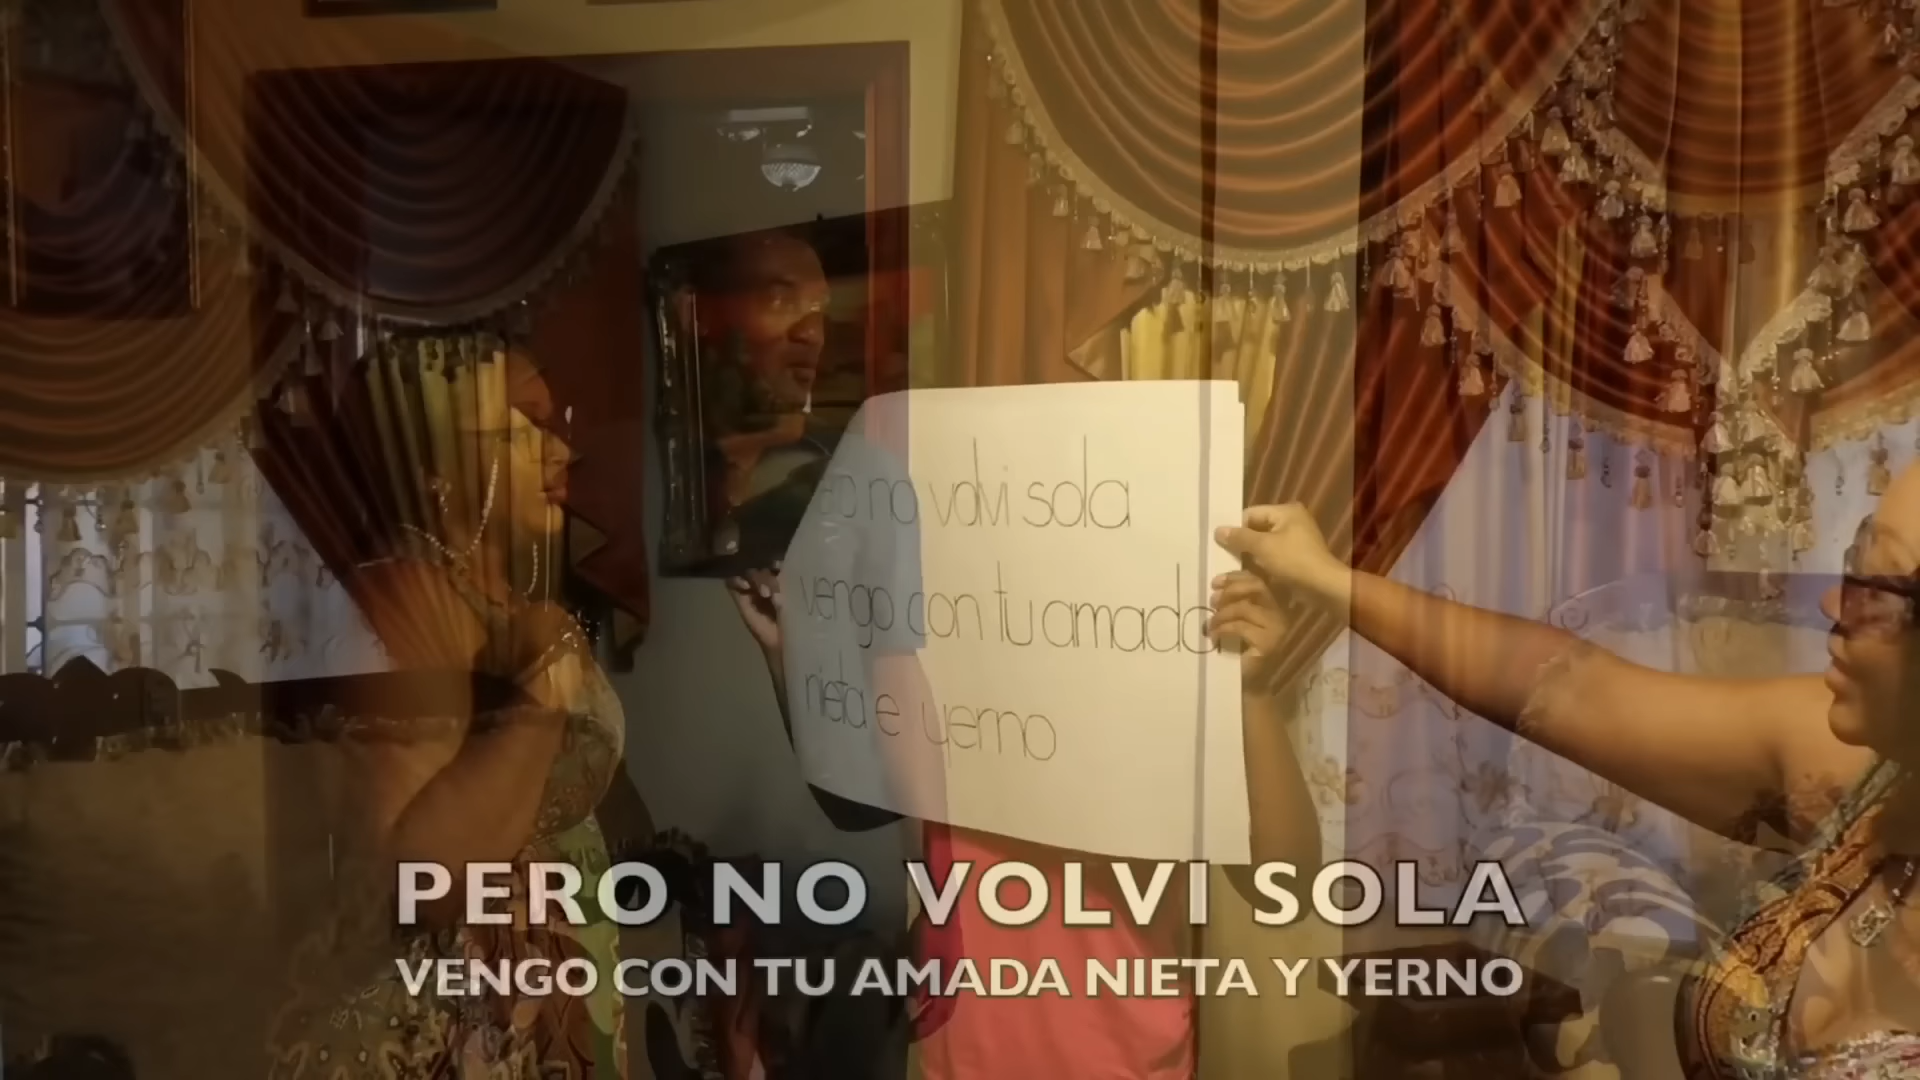 no volvi sola
vengo con tu amada
nieta e yerno
PERO NO VOLVI SOLA
VENGO CON TU AMADA NIETA Y YERNO